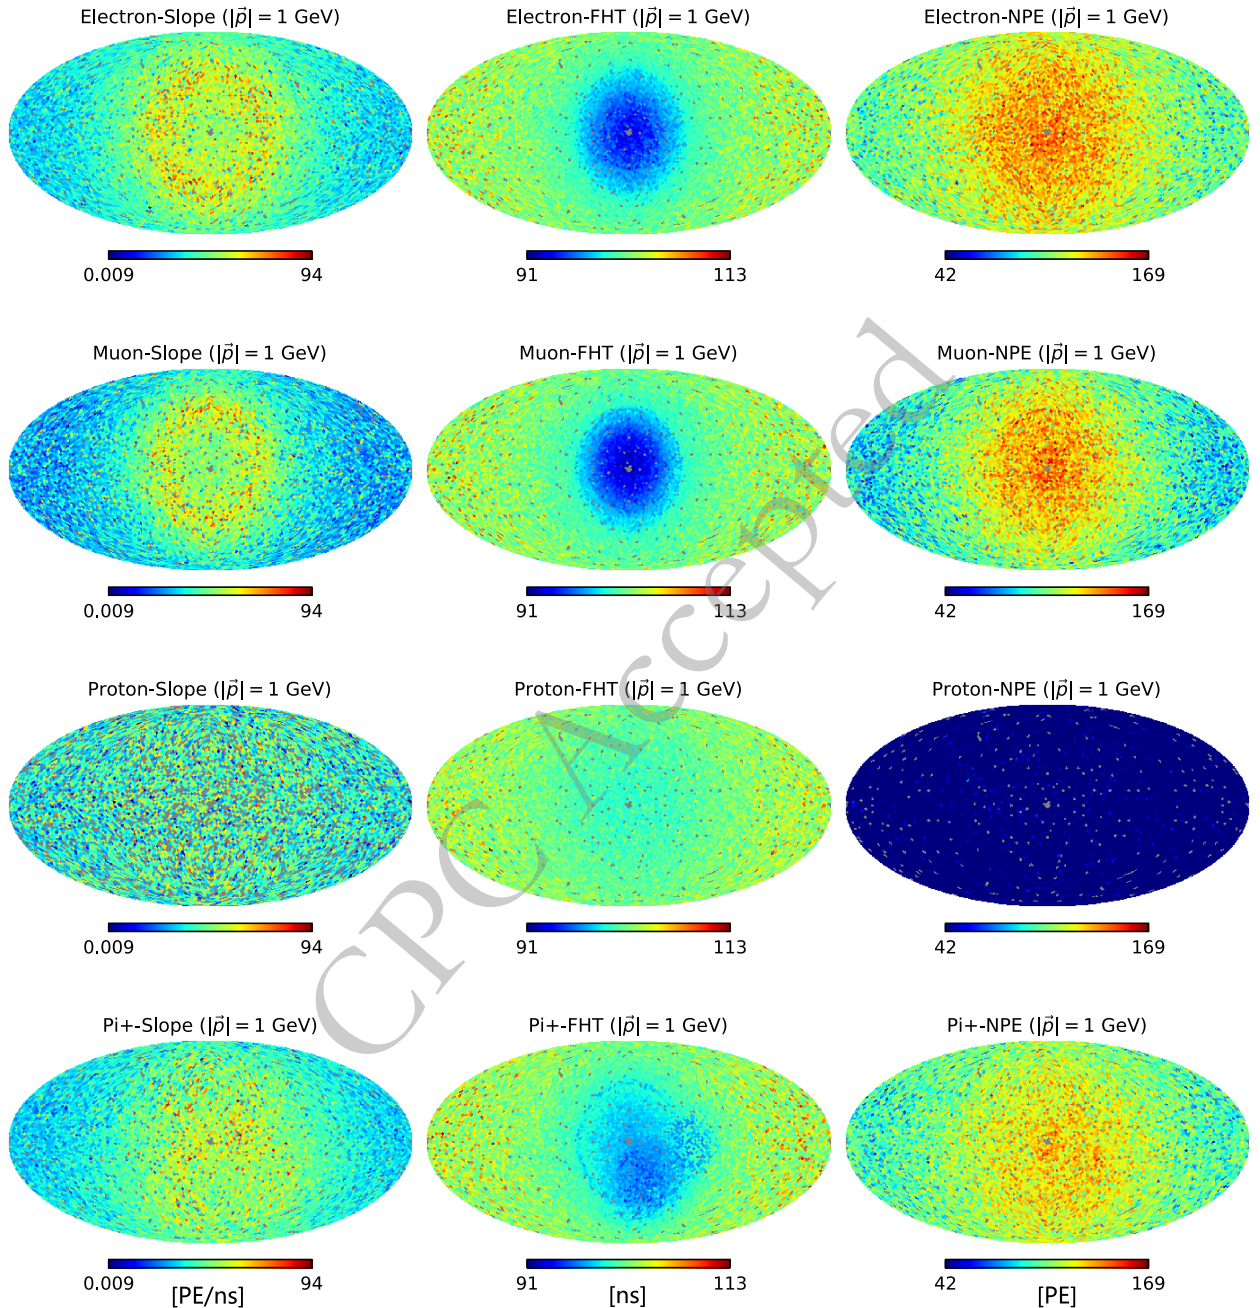 Electron-Slope (|p⃗| = 1 GeV) Electron-FHT (|p⃗| = 1 GeV) Electron-NPE (|p⃗| = 1 GeV)
0.009 94 91 113 42 169
Muon-Slope (|p⃗| = 1 GeV) Muon-FHT (|p⃗| = 1 GeV) Muon-NPE (|p⃗| = 1 GeV)
0.009 94 91 113 42 169
Proton-Slope (|p⃗| = 1 GeV) Proton-FHT (|p⃗| = 1 GeV) Proton-NPE (|p⃗| = 1 GeV)
0.009 94 91 113 42 169
Pi+-Slope (|p⃗| = 1 GeV) Pi+-FHT (|p⃗| = 1 GeV) Pi+-NPE (|p⃗| = 1 GeV)
0.009 94 91 113 42 169
[PE/ns] [ns] [PE]
CPC Accepted